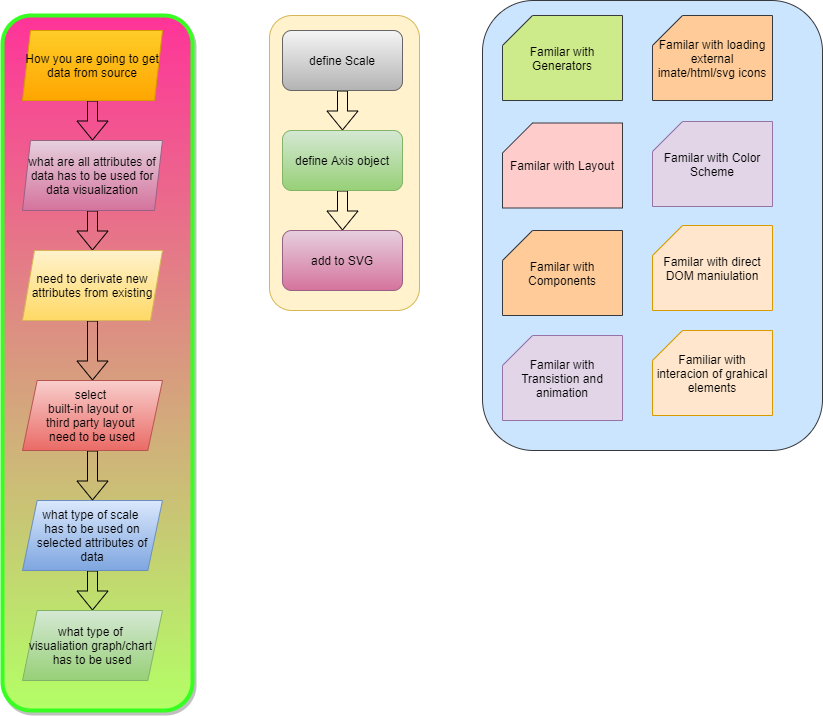 How you are going to get
data from source
what are all attributes of
data has to be used for
data visualization
need to derivate new
attributes from existing
select
built-in layout or
third party layout
need to be used
what type of scale
has to be used on
selected attributes of
data
what type of
visualiation graph/chart
has to be used
define Scale
define Axis object
add to SVG
Familar with
Generators
Familar with loading
external
imate/html/svg icons
Familar with Layout
Familar with Color
Scheme
Familar with
Components
Familar with direct
DOM maniulation
Familar with
Transistion and
animation
Familiar with
interacion of grahical
elements